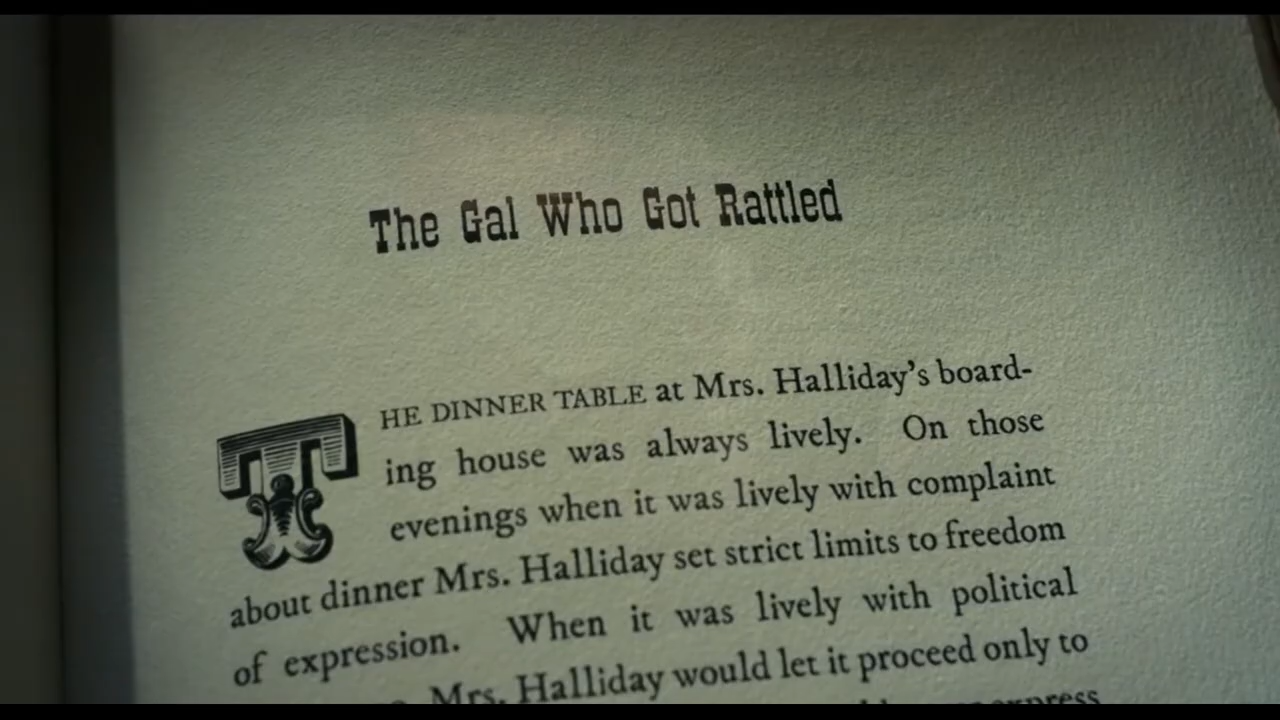 The Gal Who Got Rattled
THE DINNER TABLE at Mrs. Halliday's board-
ing house was always lively. On those
evenings when it was lively with complaint
about dinner Mrs. Halliday set strict limits to freedom
of expression. When it was lively with political
Mrs. Halliday would let it proceed only to
express